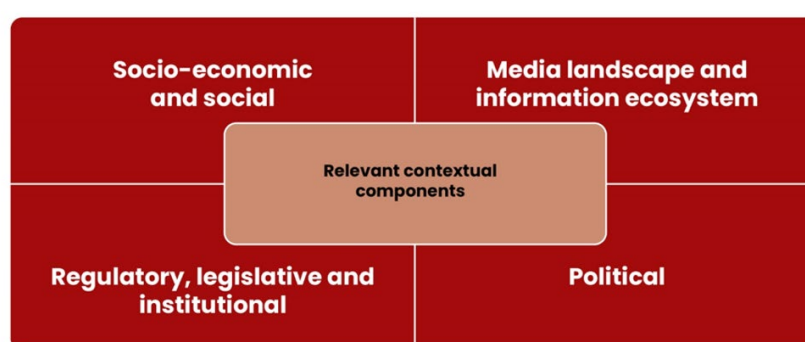 Socio-economic
and social
Media landscape and
information ecosystem
Relevant contextual
components
Regulatory, legislative and
institutional
Political